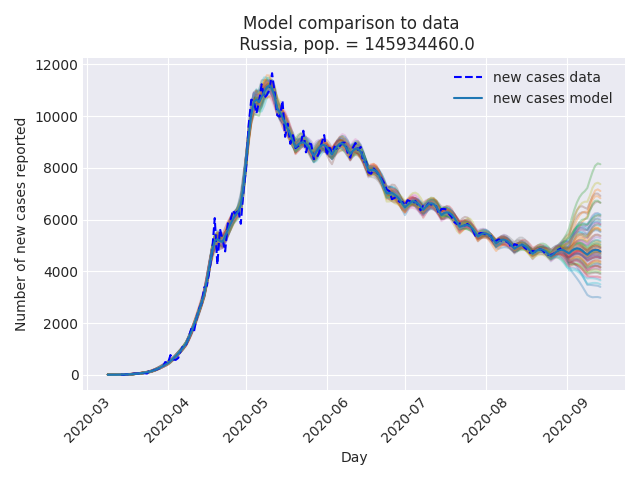 Model comparison to data
Russia, pop. = 145934460.0
new cases data
new cases model
Number of new cases reported
12000
10000
8000
6000
4000
2000
0
2020-03
2020-04
2020-05
2020-06
2020-07
2020-08
2020-09
Day